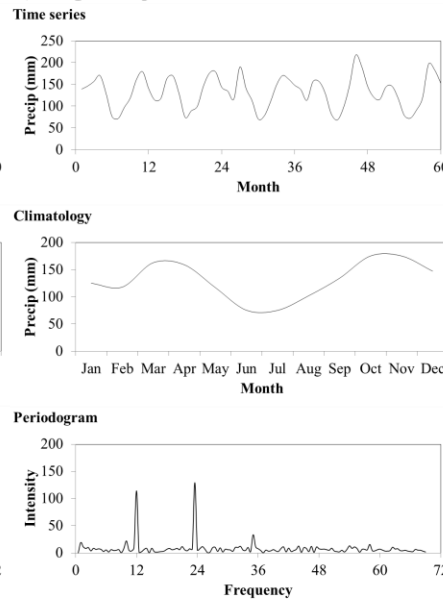 Time series
250
200
150
100
50
0
Precip (mm)
0 12 24 36 48 60
Month
Climatology
200
150
100
50
0
Precip (mm)
Jan Feb Mar Apr May Jun Jul Aug Sep Oct Nov Dec
Month
Periodogram
200
150
100
50
0
Intensity
0 12 24 36 48 60 72
Frequency